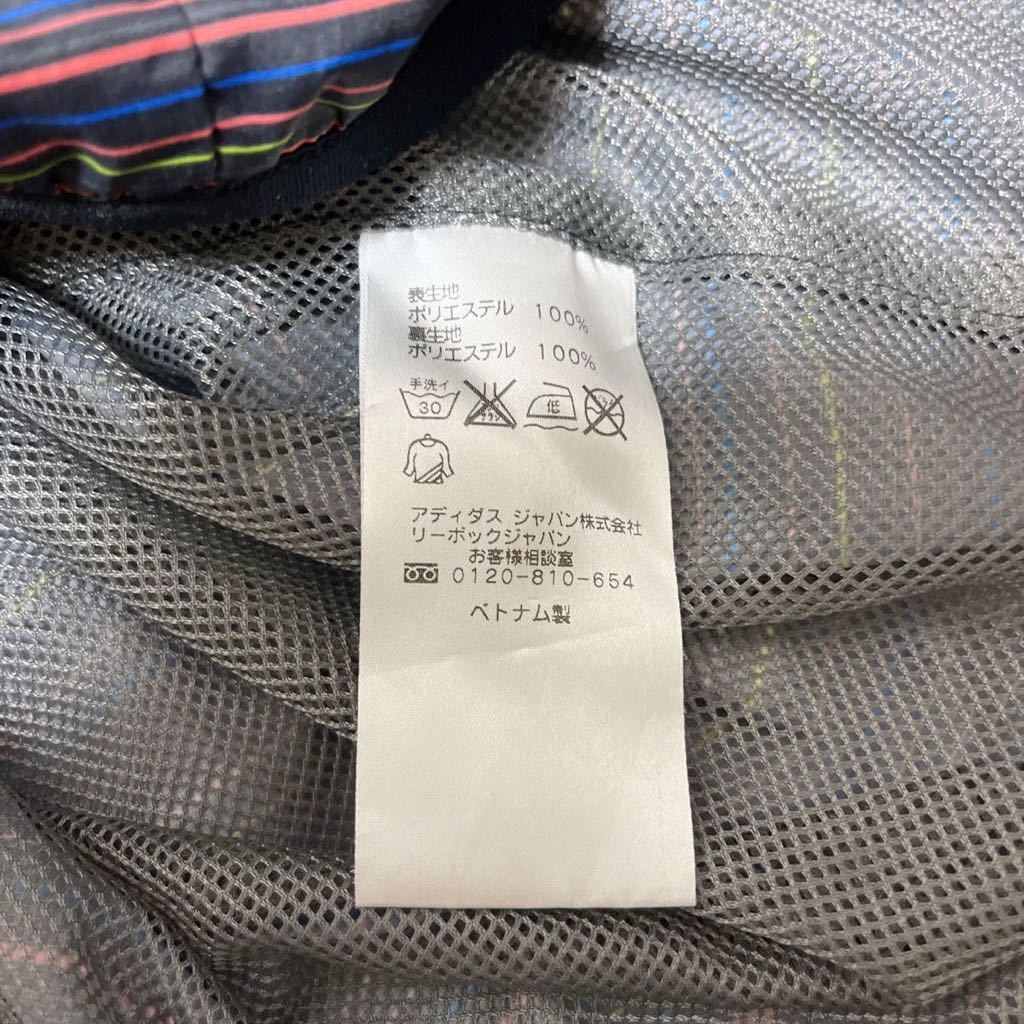 表生地
ポリエステル 100%
裏生地
ポリエステル 100%
手洗イ
30
低
アディダス ジャパン株式会社
リーボックジャパン
お客様相談室
0120-810-654
ベトナム製